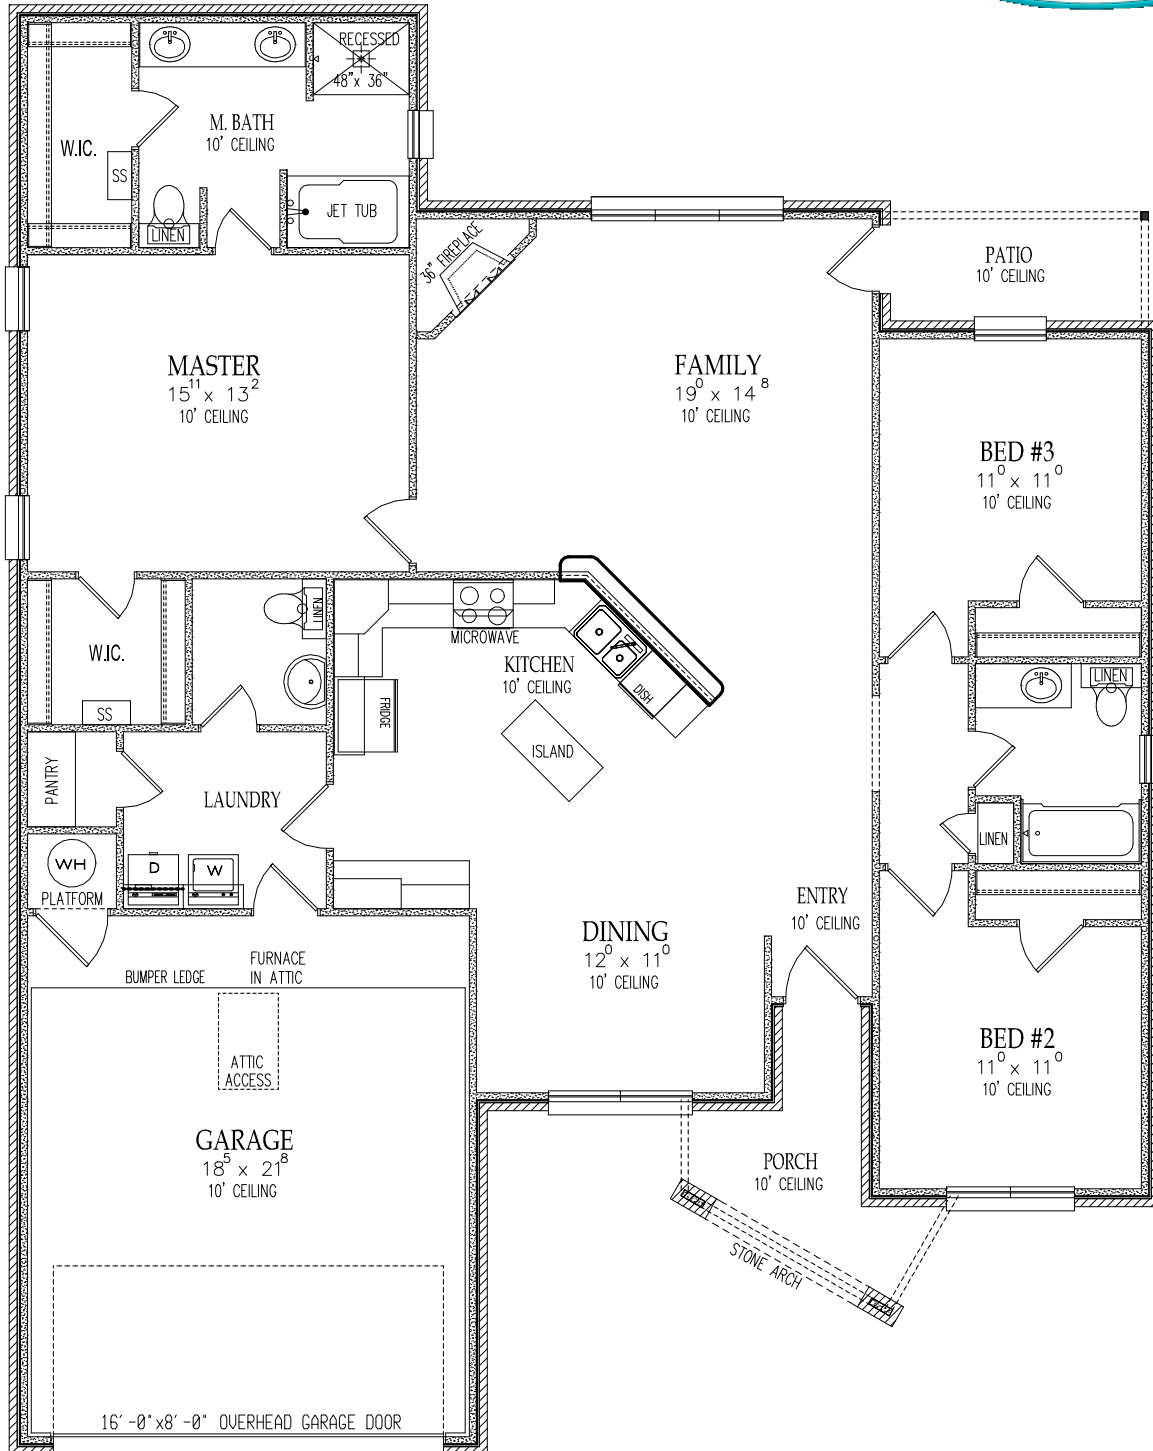 RECESSED
48"x 36"
M. BATH
10' CEILING
W.I.C.
SS
LINEN
JET TUB
36" FIREPLACE
PATIO
10' CEILING
MASTER
15¹¹ x 13²
10' CEILING
FAMILY
19⁰ x 14⁸
10' CEILING
BED #3
11⁰ x 11⁰
10' CEILING
LINEN
MICROWAVE
W.I.C.
SS
KITCHEN
10' CEILING
FRIDGE
DISH
LINEN
ISLAND
PANTRY
LAUNDRY
LINEN
WH
PLATFORM
D
W
ENTRY
10' CEILING
DINING
12⁰ x 11⁰
10' CEILING
BUMPER LEDGE
FURNACE
IN ATTIC
ATTIC
ACCESS
BED #2
11⁰ x 11⁰
10' CEILING
GARAGE
18⁵ x 21⁸
10' CEILING
PORCH
10' CEILING
STONE ARCH
16'-0"x8'-0" OVERHEAD GARAGE DOOR